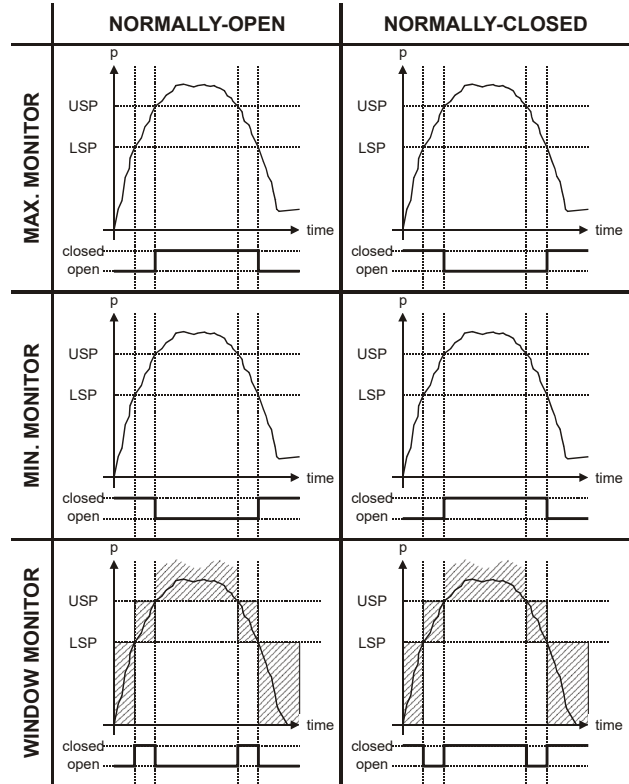 NORMALLY-OPEN NORMALLY-CLOSED
MAX. MONITOR
p p
USP USP
LSP LSP
time time
closed closed
open open
MIN. MONITOR
p p
USP USP
LSP LSP
time time
closed closed
open open
WINDOW MONITOR
p p
USP USP
LSP LSP
time time
closed closed
open open